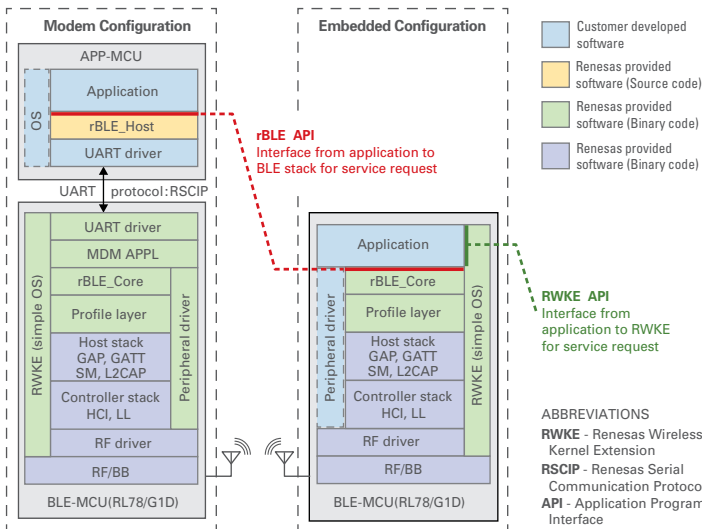 Modem Configuration
APP-MCU
OS
Application
rBLE_Host
UART driver
UART protocol:RSCIP
RWKE (simple OS)
UART driver
MDM APPL
rBLE_Core
Profile layer
Host stack
GAP, GATT
SM, L2CAP
Controller stack
HCI, LL
Peripheral driver
RF driver
RF/BB
BLE-MCU(RL78/G1D)
rBLE API
Interface from application to
BLE stack for service request
Embedded Configuration
Application
rBLE_Core
Profile layer
Host stack
GAP, GATT
SM, L2CAP
Controller stack
HCI, LL
Peripheral driver
RWKE (simple OS)
RF driver
RF/BB
BLE-MCU(RL78/G1D)
Customer developed
software
Renesas provided
software (Source code)
Renesas provided
software (Binary code)
Renesas provided
software (Binary code)
RWKE API
Interface from
application to RWKE
for service request
ABBREVIATIONS
RWKE - Renesas Wireless
Kernel Extension
RSCIP - Renesas Serial
Communication Protoco
API - Application Program
Interface